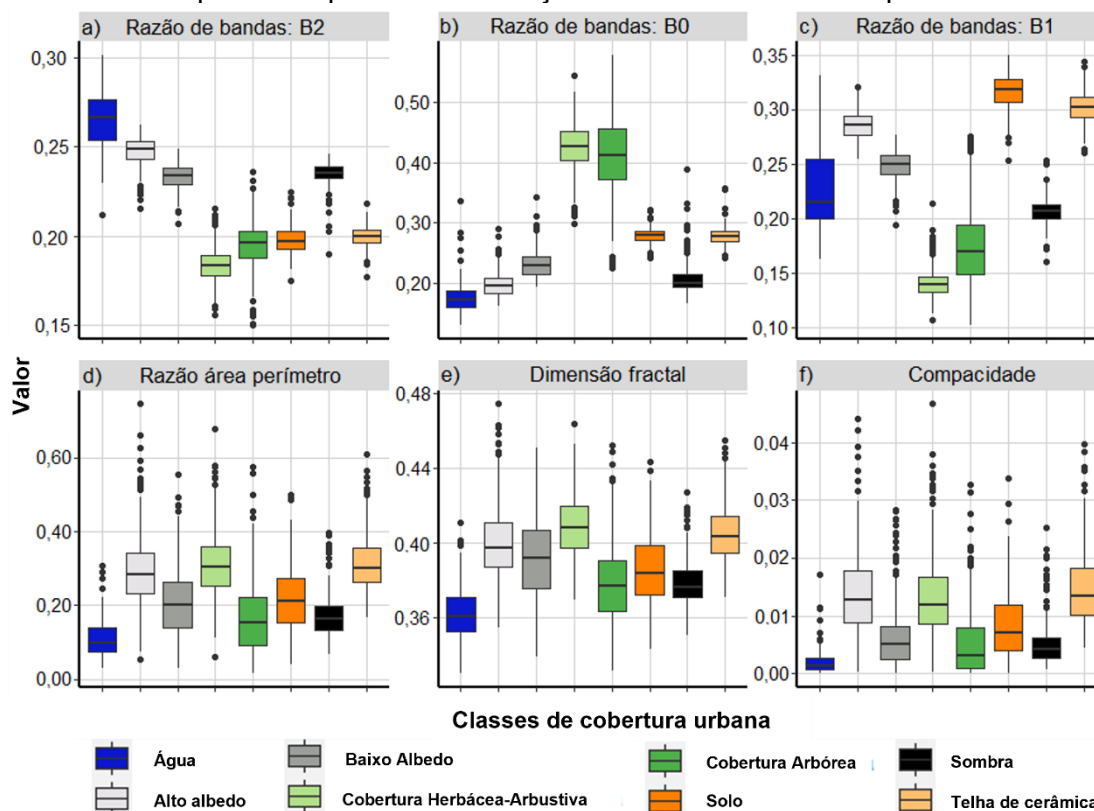 a) Razão de bandas: B2
b) Razão de bandas: B0
c) Razão de bandas: B1
0,30
0,25
0,20
0,15
0,50
0,40
0,30
0,20
0,35
0,30
0,25
0,20
0,15
0,10
Valor
d) Razão área perímetro
e) Dimensão fractal
f) Compacidade
0,60
0,40
0,20
0,00
0,48
0,44
0,40
0,36
0,04
0,03
0,02
0,01
0,00
Classes de cobertura urbana
Água
Baixo Albedo
Cobertura Arbórea
Sombra
Alto albedo
Cobertura Herbácea-Arbustiva
Solo
Telha de cerâmica